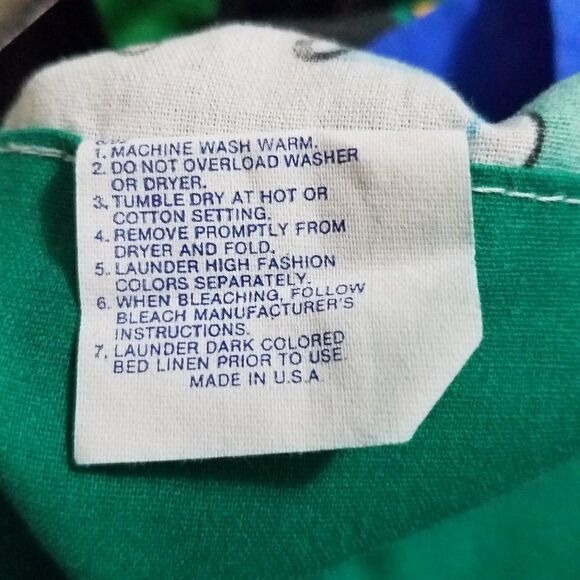 1. MACHINE WASH WARM.
2. DO NOT OVERLOAD WASHER
OR DRYER.
3. TUMBLE DRY AT HOT OR
COTTON SETTING.
4. REMOVE PROMPTLY FROM
DRYER AND FOLD.
5. LAUNDER HIGH FASHION
COLORS SEPARATELY.
6. WHEN BLEACHING, FOLLOW
BLEACH MANUFACTURER'S
INSTRUCTIONS.
7. LAUNDER DARK COLORED
BED LINEN PRIOR TO USE.
MADE IN U.S.A